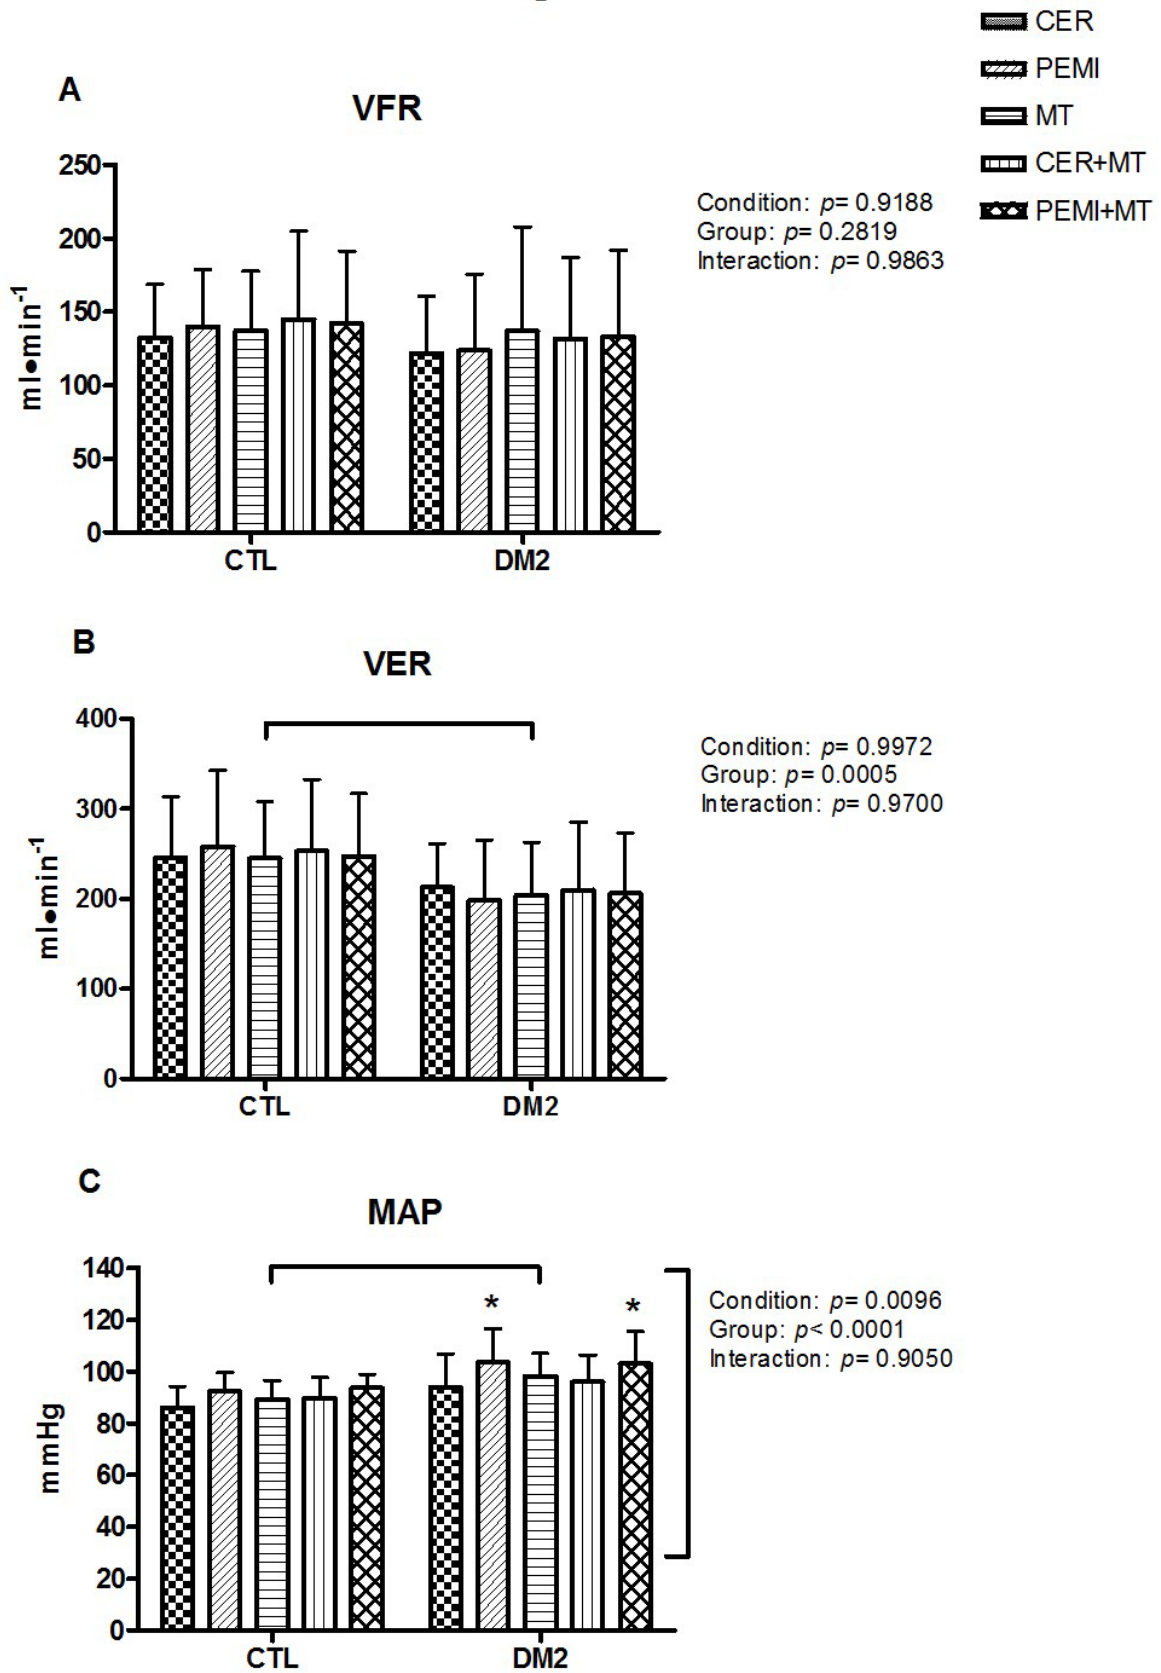 CER
PEMI
MT
CER+MT
PEMI+MT
A
VFR
250
200
150
100
50
0
ml•min-1
CTL
DM2
Condition: p= 0.9188
Group: p= 0.2819
Interaction: p= 0.9863
B
VER
400
300
200
100
0
ml•min-1
CTL
DM2
Condition: p= 0.9972
Group: p= 0.0005
Interaction: p= 0.9700
C
MAP
140
120
100
80
60
40
20
0
mmHg
*
*
CTL
DM2
Condition: p= 0.0096
Group: p< 0.0001
Interaction: p= 0.9050